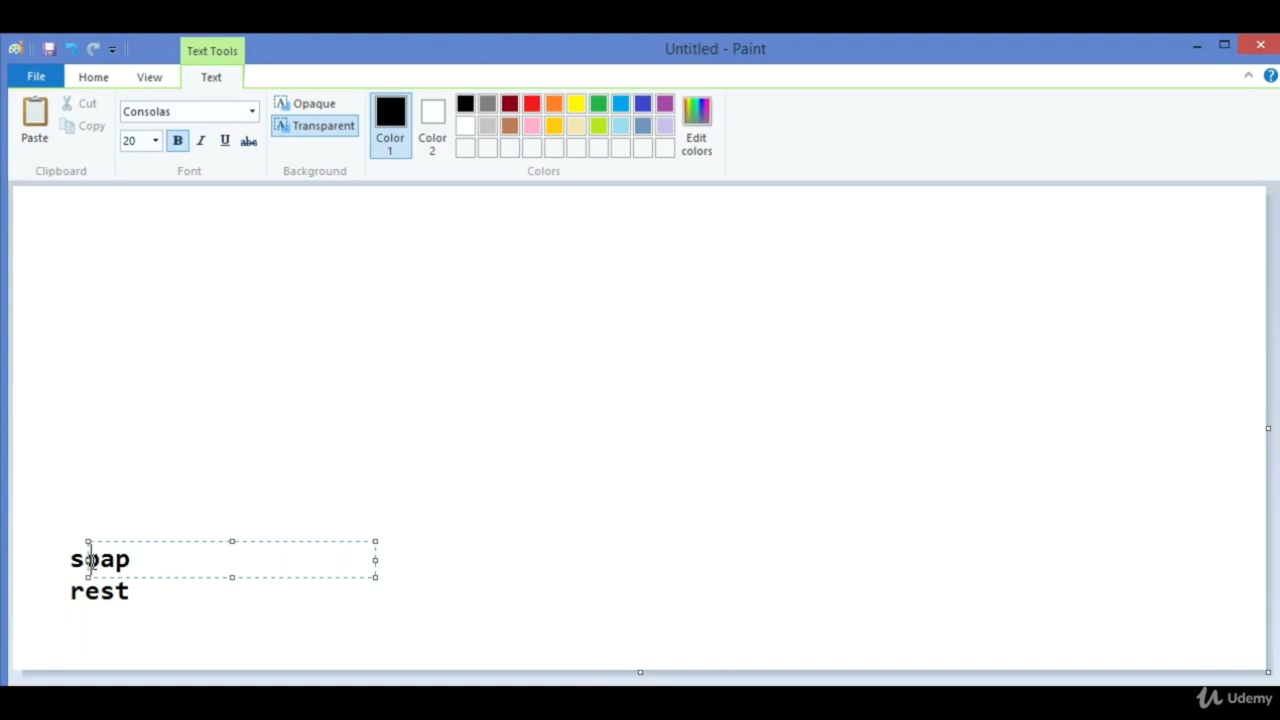 Untitled - Paint
Text Tools
File Home View Text
Paste
Cut
Copy
Clipboard
Consolas
20 B I U abc
Font
Opaque
Transparent
Background
Color 1
Color 2
Edit colors
Colors
soap
rest
Udemy